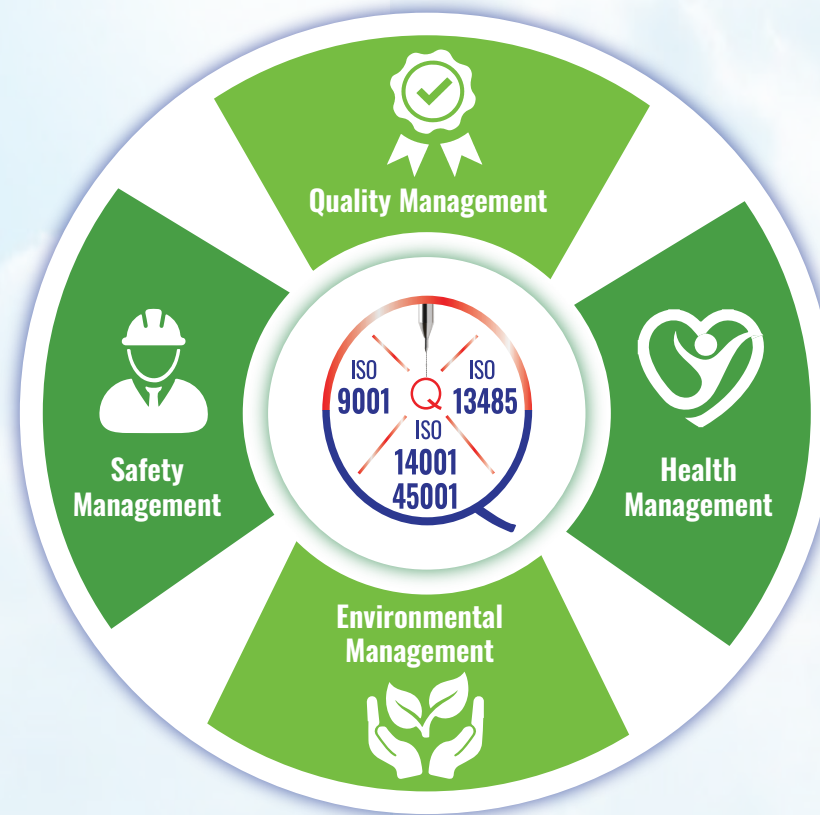 Quality Management
Safety
Management
ISO
9001
ISO
13485
Q
ISO
14001
45001
Health
Management
Environmental
Management